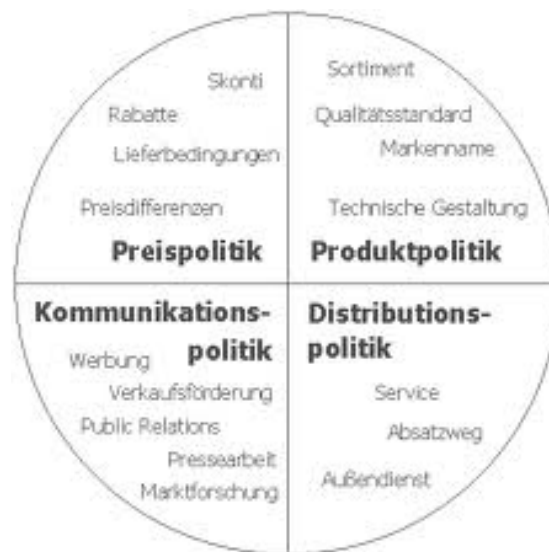 Skonti
Rabatte
Lieferbedingungen
Preisdifferenzen
Preispolitik
Sortiment
Qualitätsstandard
Markenname
Technische Gestaltung
Produktpolitik
Kommunikations-
politik
Werbung
Verkaufsförderung
Public Relations
Pressearbeit
Marktforschung
Distributions-
politik
Service
Absatzweg
Außendienst